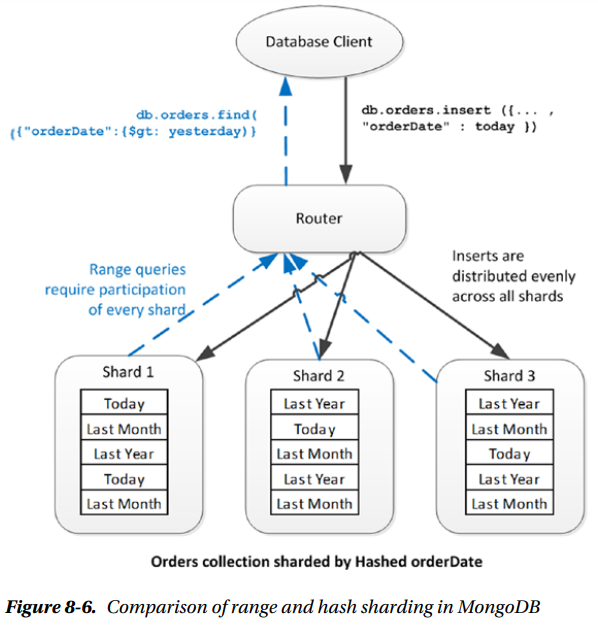 Database Client
db.orders.find(
({"orderDate":{$gt: yesterday)}
db.orders.insert ({... ,
"orderDate" : today })
Router
Range queries
require participation
of every shard
Inserts are
distributed evenly
across all shards
Shard 1
Today
Last Month
Last Year
Today
Last Month
Shard 2
Last Year
Today
Last Month
Last Year
Last Month
Shard 3
Last Year
Last Month
Today
Last Year
Last Month
Orders collection sharded by Hashed orderDate
Figure 8-6. Comparison of range and hash sharding in MongoDB